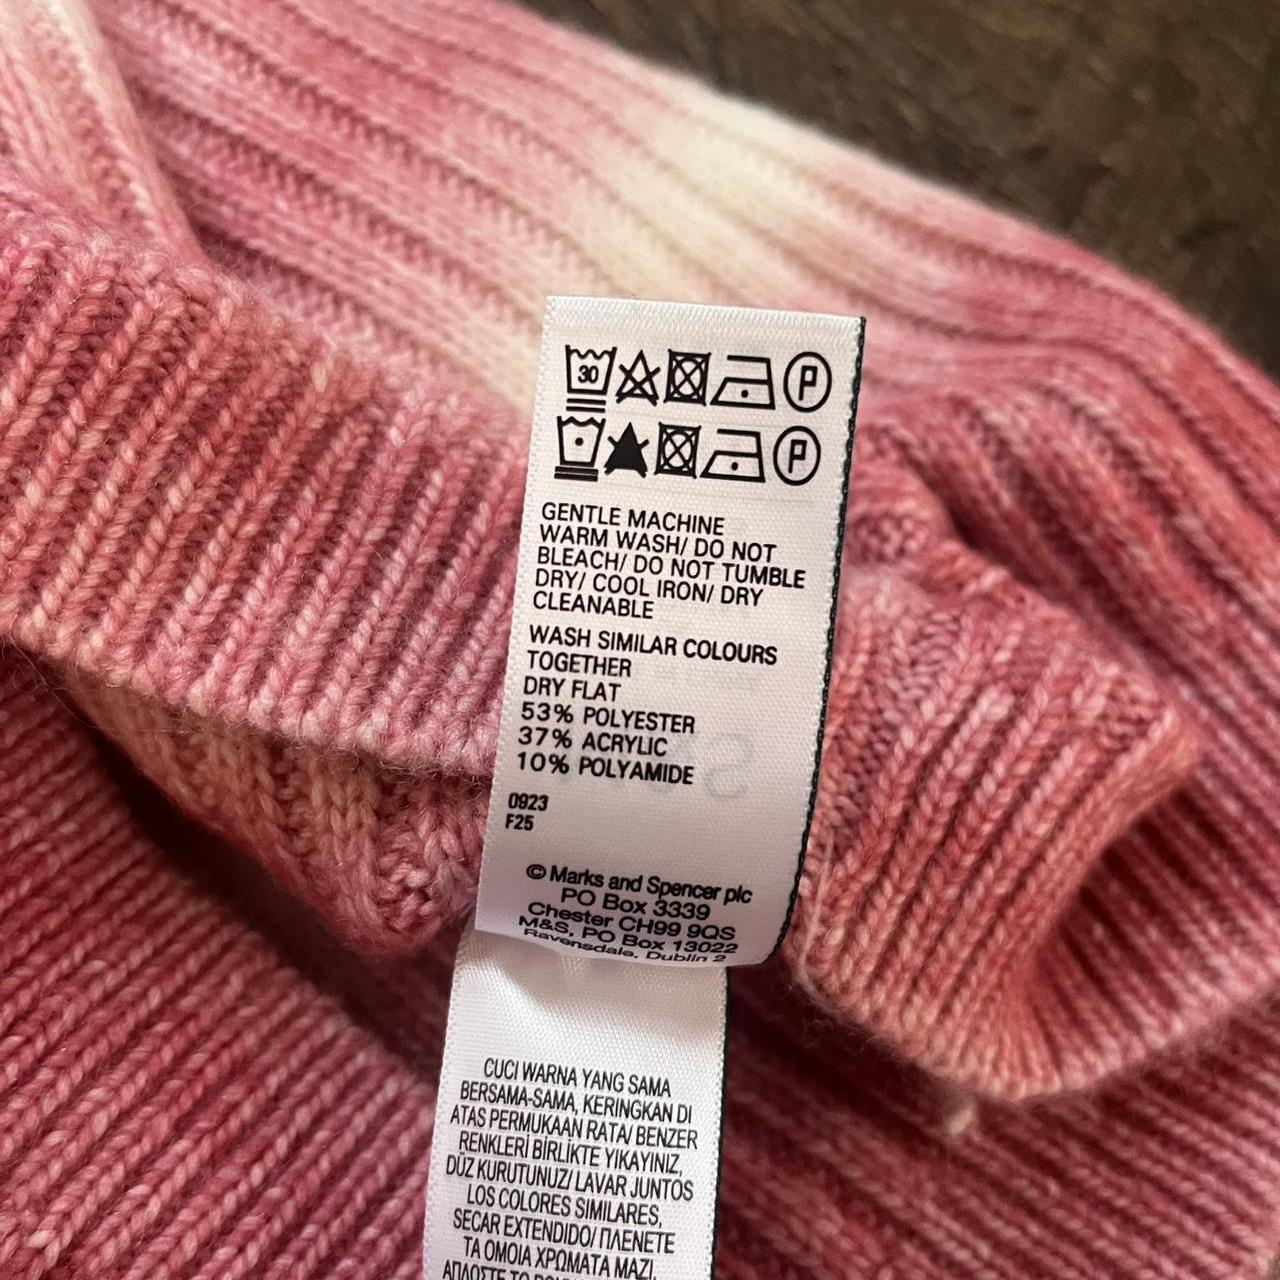 30
P
P
GENTLE MACHINE
WARM WASH/ DO NOT
BLEACH/ DO NOT TUMBLE
DRY/ COOL IRON/ DRY
CLEANABLE
WASH SIMILAR COLOURS
TOGETHER
DRY FLAT
53% POLYESTER
37% ACRYLIC
10% POLYAMIDE
0923
F25
© Marks and Spencer plc
PO Box 3339
Chester CH99 9QS
M&S, PO Box 13022
Ravensdale, Dublin 2
CUCI WARNA YANG SAMA
BERSAMA-SAMA, KERINGKAN DI
ATAS PERMUKAAN RATA/ BENZER
RENKLERİ BİRLİKTE YIKAYINIZ,
DÜZ KURUTUNUZ/ LAVAR JUNTOS
LOS COLORES SIMILARES,
SECAR EXTENDIDO/ ΠΛΕΝΕΤΕ
ΤΑ ΟΜΟΙΑ ΧΡΩΜΑΤΑ ΜΑΖΙ,
ΑΠΛΩΣΤΕ ΤΟ